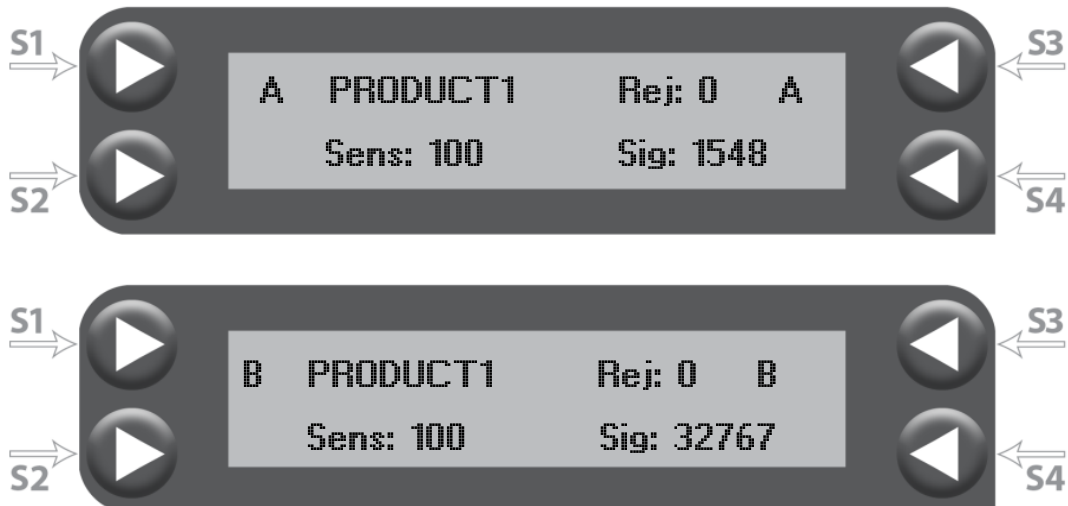 S1
S3
A PRODUCT1 Rej: 0 A
Sens: 100 Sig: 1548
S2
S4
S1
S3
B PRODUCT1 Rej: 0 B
Sens: 100 Sig: 32767
S2
S4